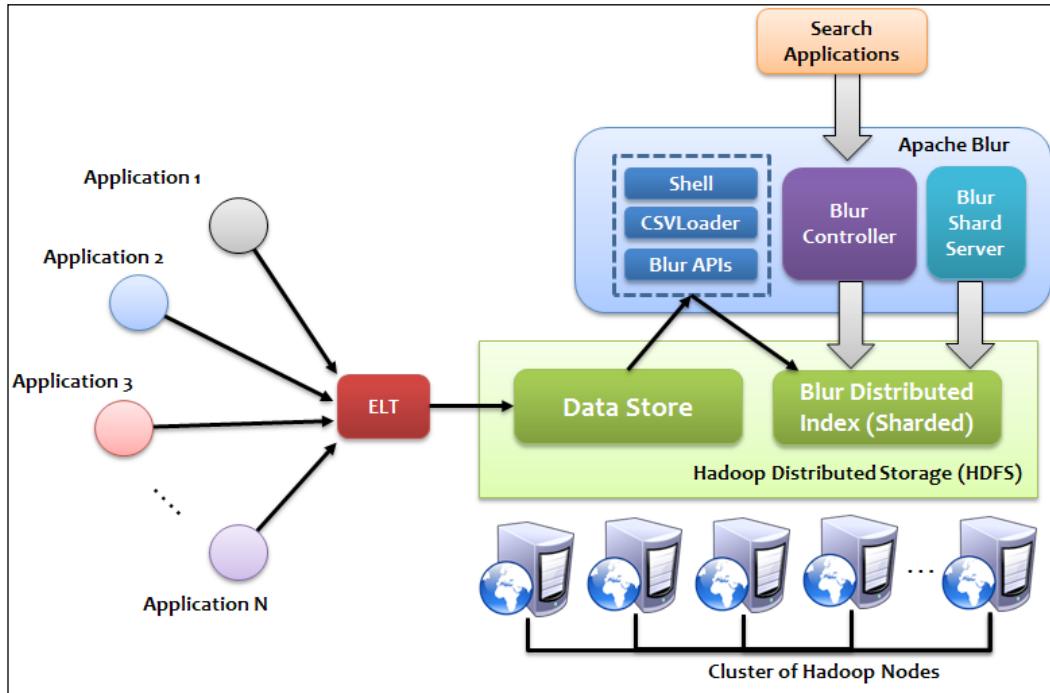 Search
Applications
Apache Blur
Shell
CSVLoader
Blur APIs
Blur
Controller
Blur
Shard
Server
Application 1
Application 2
Application 3
Application N
ELT
Data Store
Blur Distributed
Index (Sharded)
Hadoop Distributed Storage (HDFS)
Cluster of Hadoop Nodes